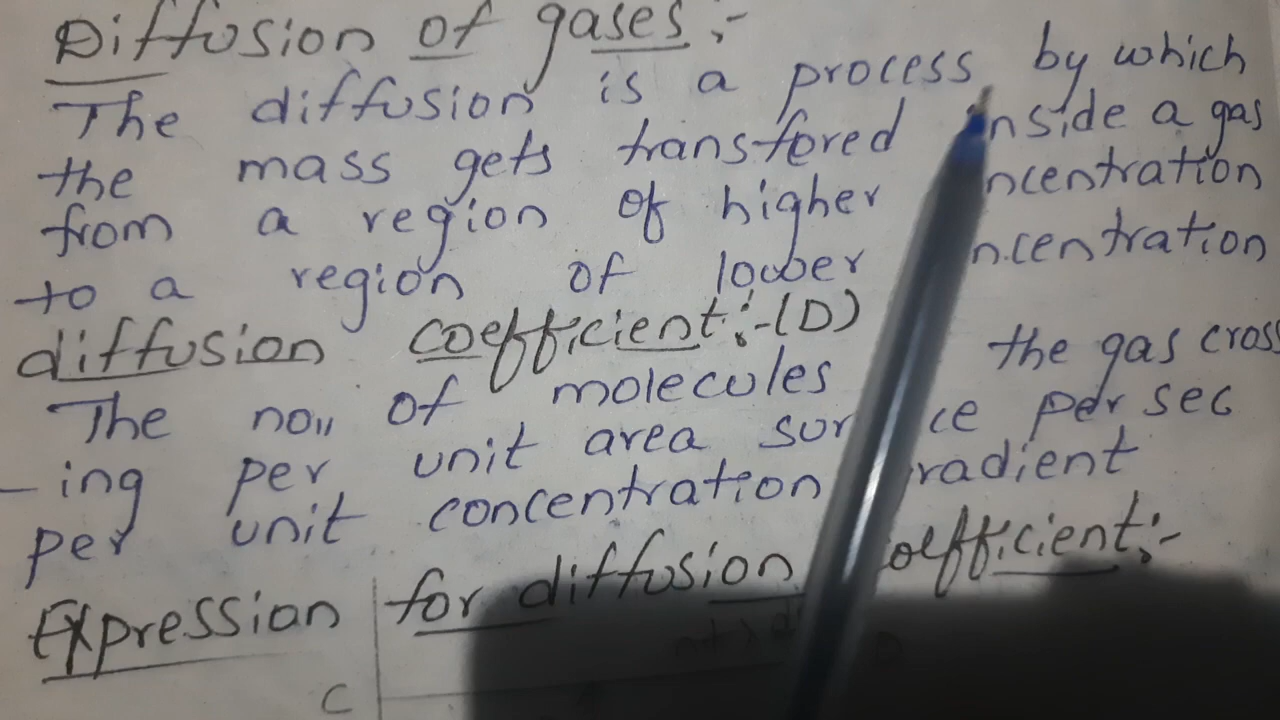 Diffusion of gases :-
The diffusion is a process by which
the mass gets transfered inside a gas
from a region of higher ncentration
to a region of lower ncentration
diffusion coefficient :- (D)
The no,, of molecules the gas cross
-ing per unit area sur ce per sec
per unit concentration radient
Expression for diffusion oefficient :-
C